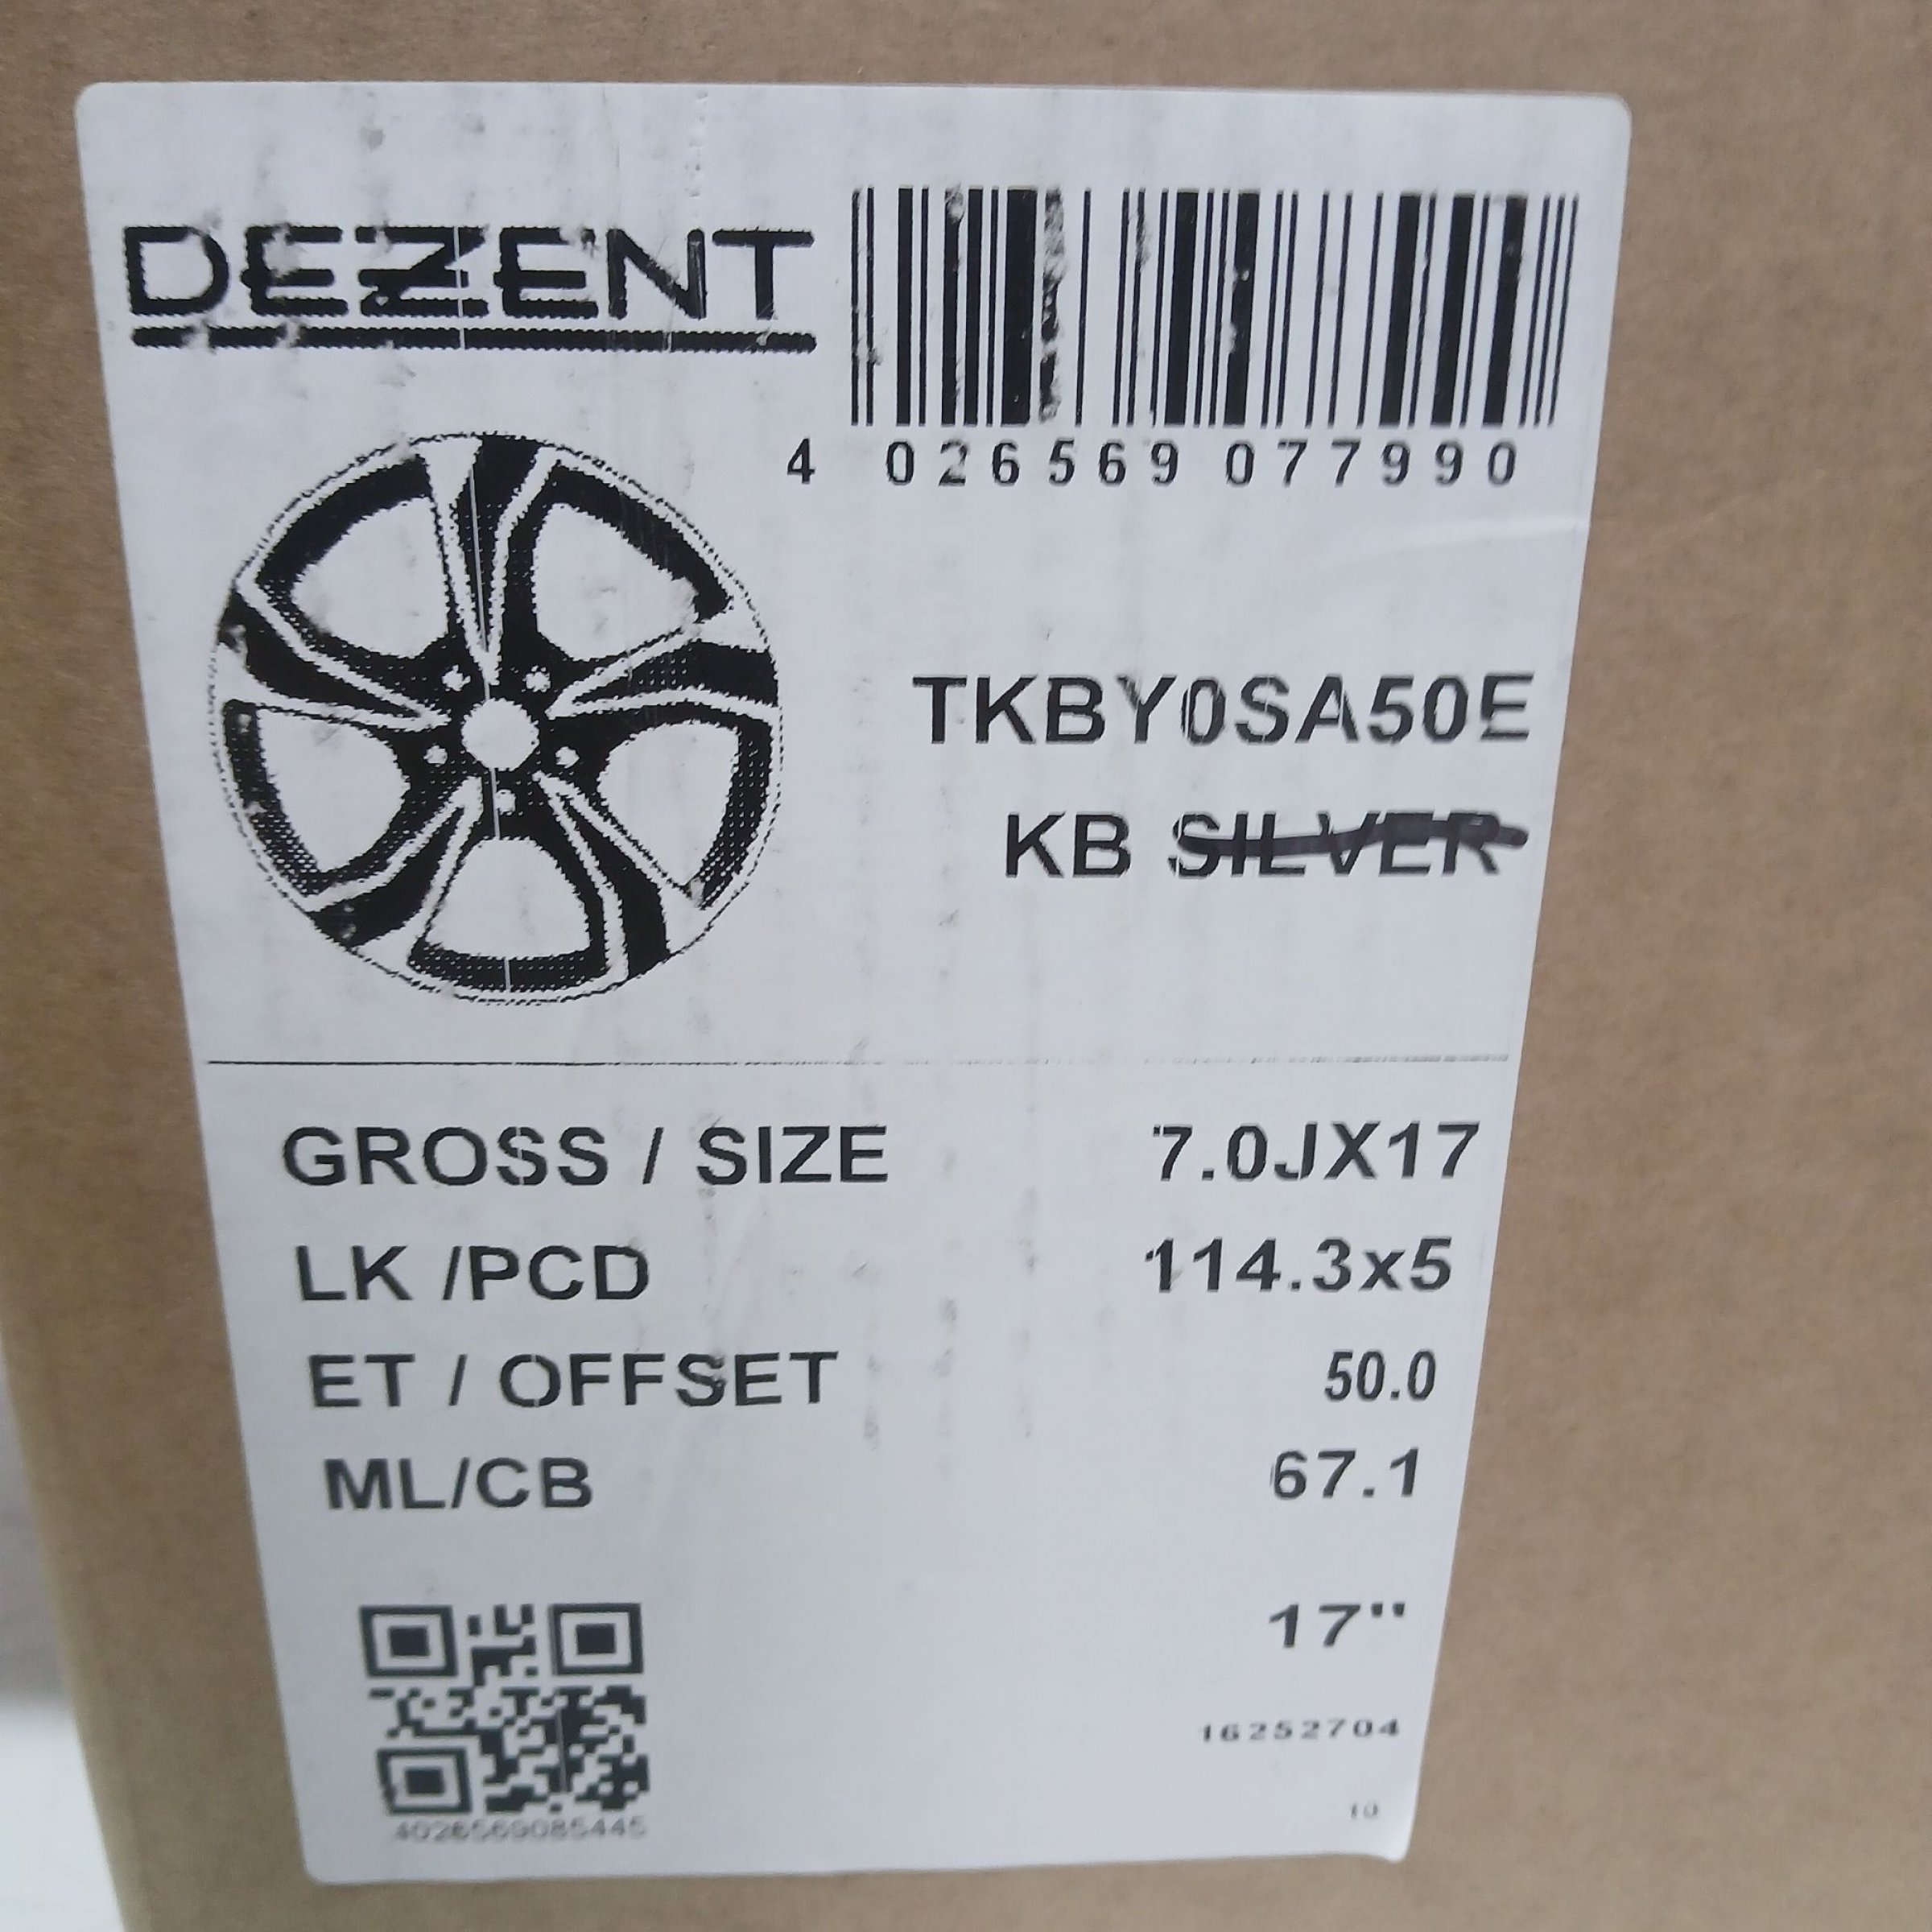 DEZENT
4 026569 077990
TKBY0SA50E
KB SILVER
GROSS / SIZE 7.0JX17
LK /PCD 114.3x5
ET / OFFSET 50.0
ML/CB 67.1
17"
16252704
4026569085445
10